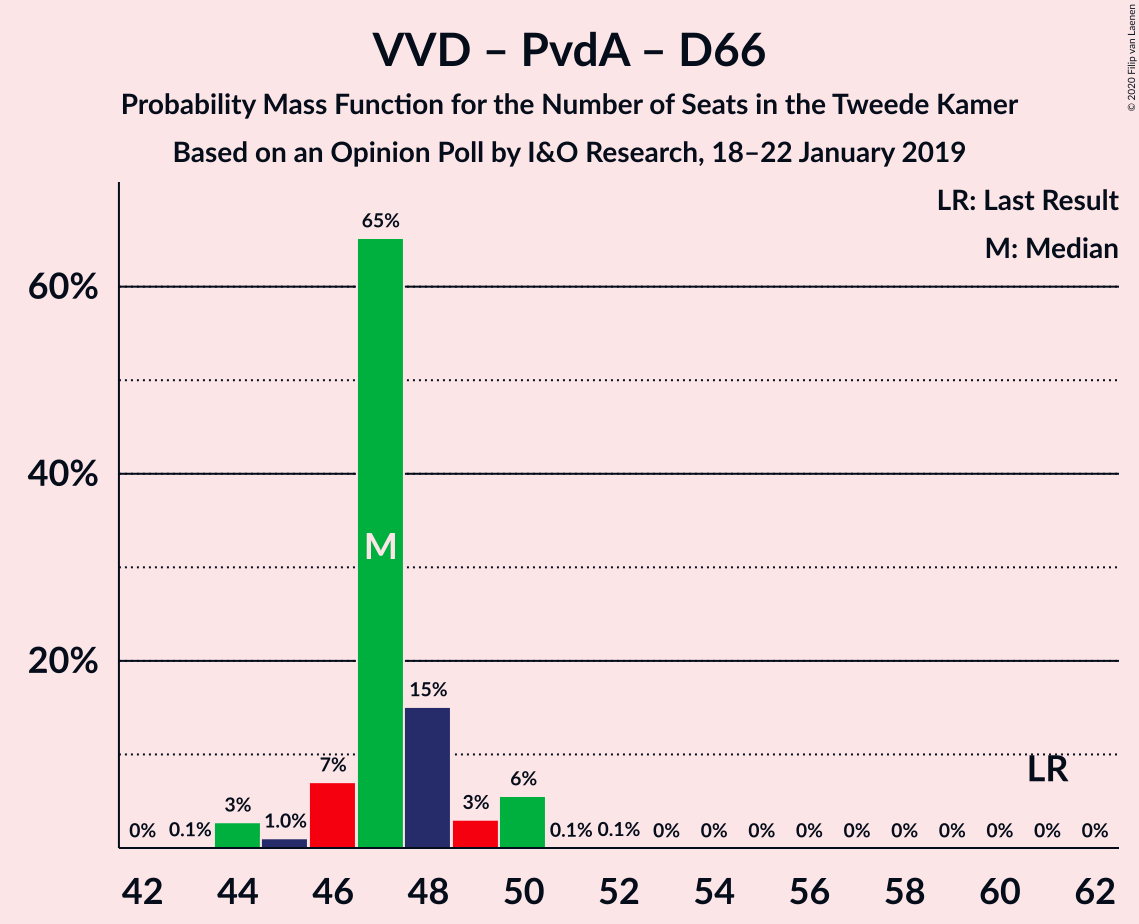 VVD – PvdA – D66
Probability Mass Function for the Number of Seats in the Tweede Kamer
Based on an Opinion Poll by I&O Research, 18–22 January 2019
© 2020 Filip van Laenen
LR: Last Result
M: Median
60%
40%
20%
0% 0.1% 3% 1.0% 7% 65% 15% 3% 6% 0.1% 0.1% 0% 0% 0% 0% 0% 0% 0% 0% 0% 0%
M
LR
42 44 46 48 50 52 54 56 58 60 62